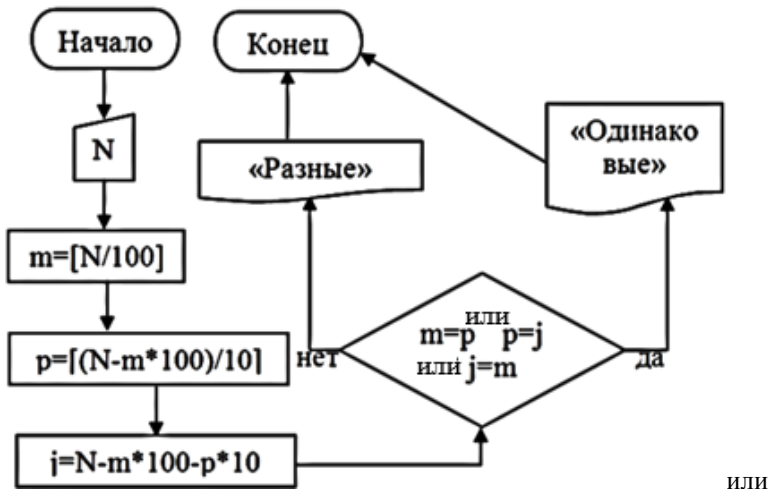 Начало
Конец
N
«Разные»
«Одинако
вые»
m=[N/100]
p=[(N-m*100)/10]
нет
или
m=p p=j
или j=m
да
j=N-m*100-p*10
или